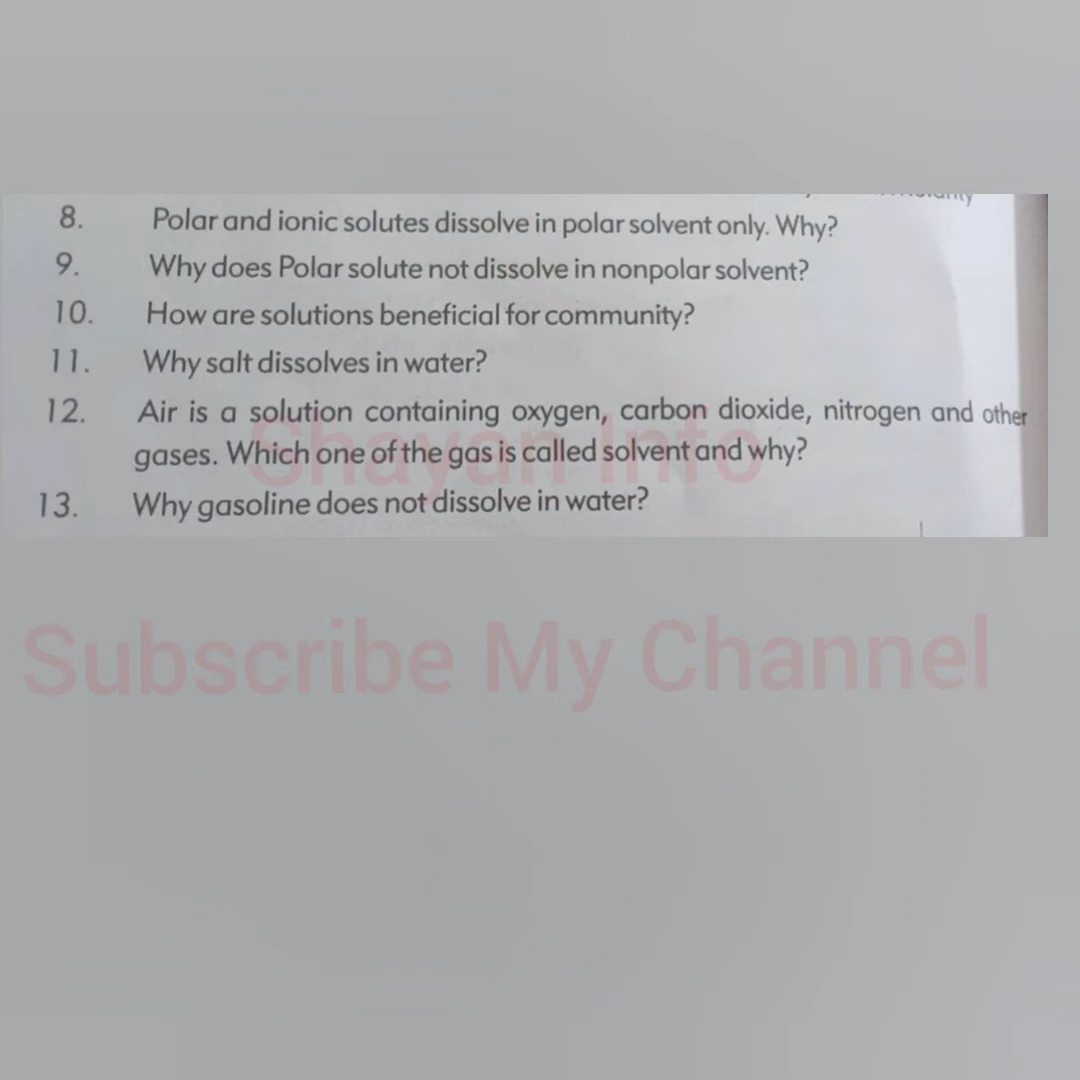 8. Polar and ionic solutes dissolve in polar solvent only. Why?
9. Why does Polar solute not dissolve in nonpolar solvent?
10. How are solutions beneficial for community?
11. Why salt dissolves in water?
12. Air is a solution containing oxygen, carbon dioxide, nitrogen and other
gases. Which one of the gas is called solvent and why?
Shayan Info
13. Why gasoline does not dissolve in water?
Subscribe My Channel